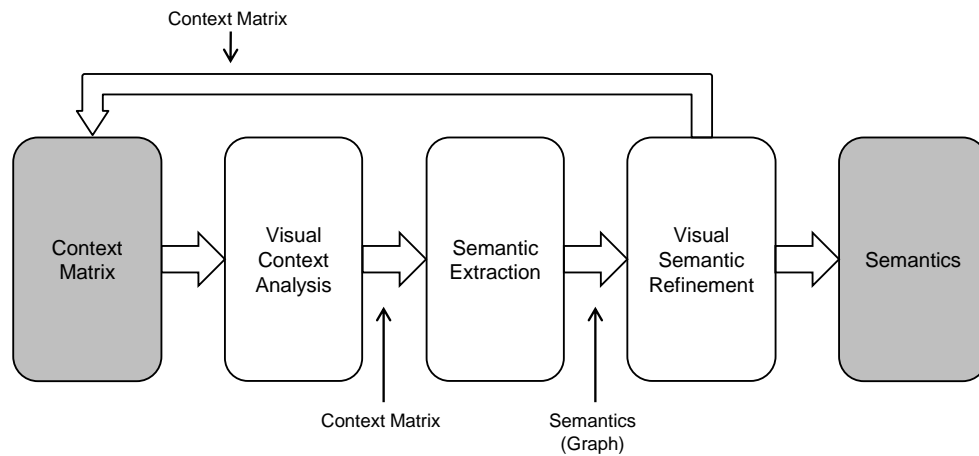 Context Matrix
Context
Matrix
Visual
Context
Analysis
Semantic
Extraction
Visual
Semantic
Refinement
Semantics
Context Matrix
Semantics
(Graph)